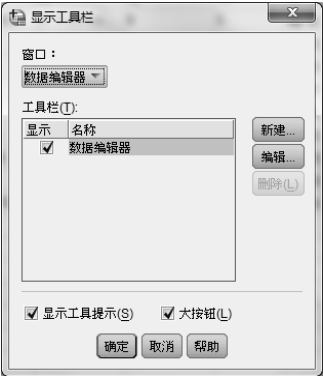 显示工具栏
窗口：
数据编辑器
工具栏(T):
显示 名称
数据编辑器
新建...
编辑...
删除(L)
显示工具提示(S) 大按钮(L)
确定 取消 帮助